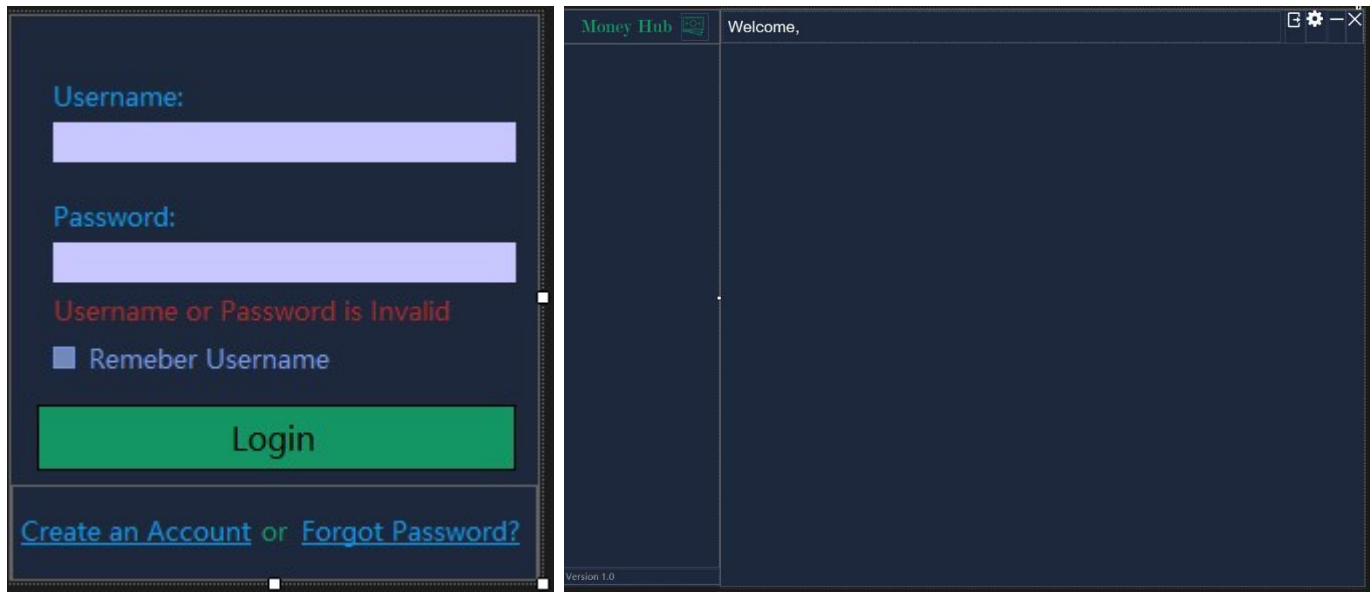 Username:
Password:
Username or Password is Invalid
Remeber Username
Login
Create an Account or Forgot Password?
Money Hub
Welcome,
Version 1.0